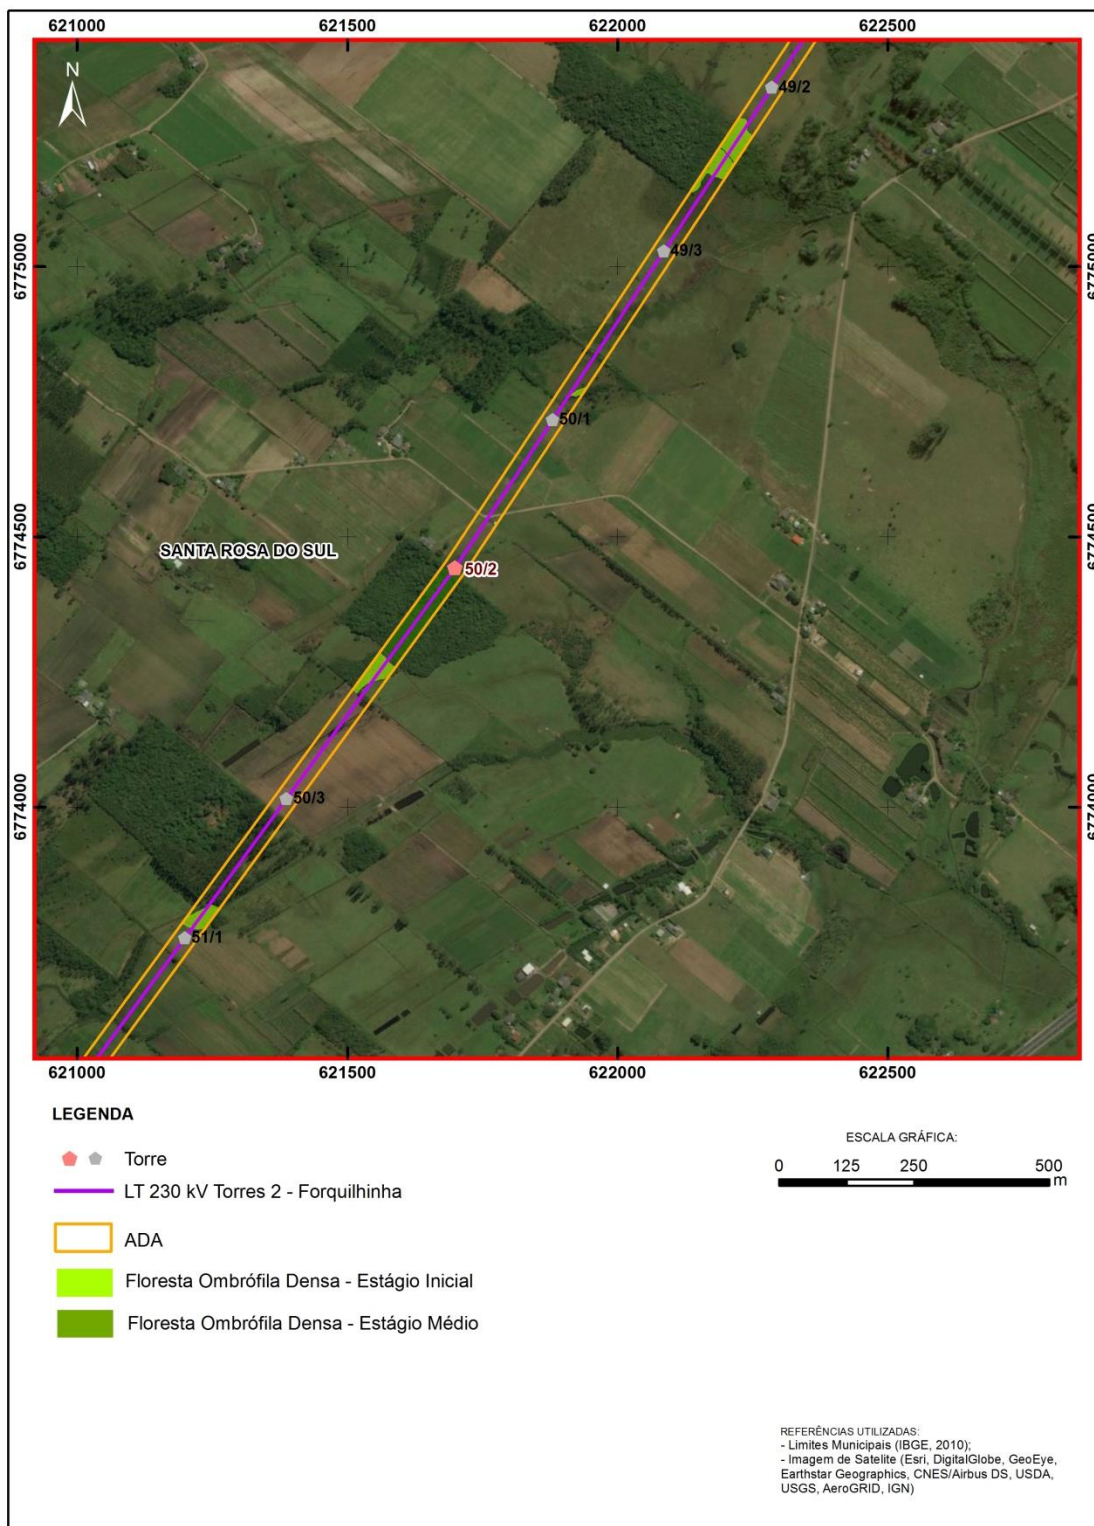 621000 621500 622000 622500
N
49/2
49/3
6775000 6775000
50/1
6774500 6774500
SANTA ROSA DO SUL
50/2
50/3
6774000 6774000
51/1
621000 621500 622000 622500
LEGENDA
Torre
LT 230 kV Torres 2 - Forquilhinha
ADA
Floresta Ombrófila Densa - Estágio Inicial
Floresta Ombrófila Densa - Estágio Médio
ESCALA GRÁFICA:
0 125 250 500
m
REFERÊNCIAS UTILIZADAS:
- Limites Municipais (IBGE, 2010);
- Imagem de Satelite (Esri, DigitalGlobe, GeoEye,
Earthstar Geographics, CNES/Airbus DS, USDA,
USGS, AeroGRID, IGN)